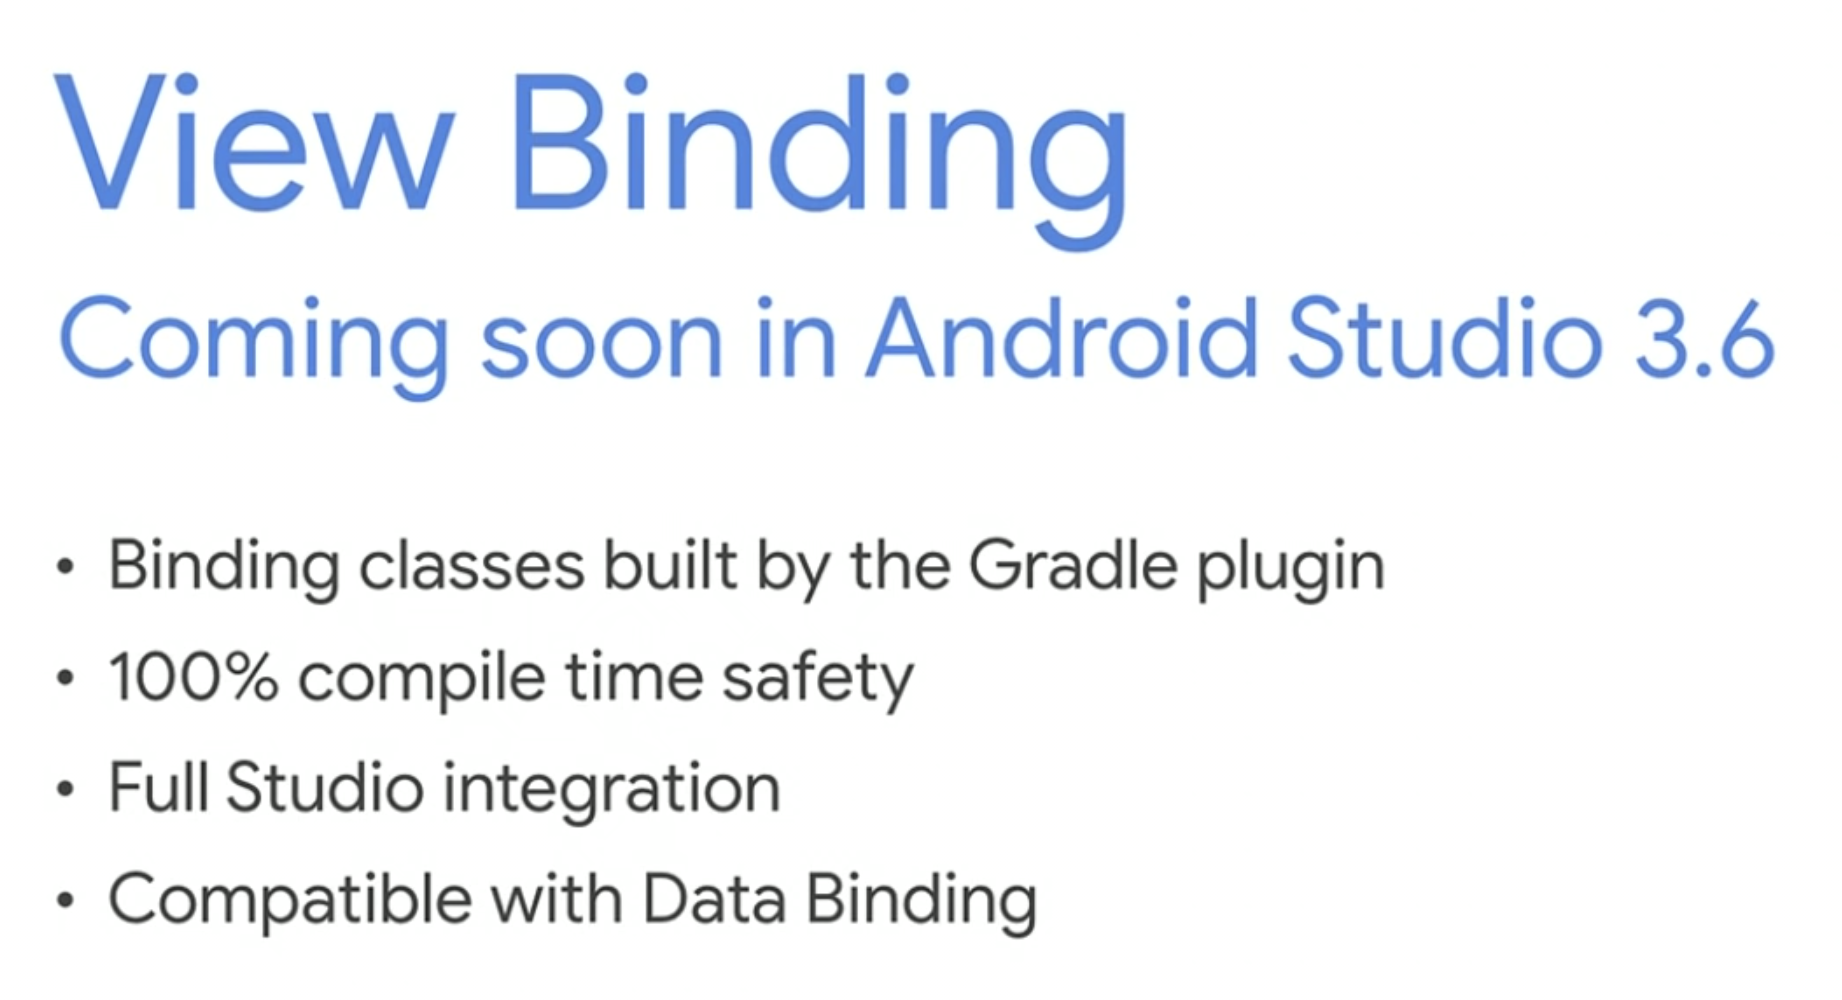 View Binding
Coming soon in Android Studio 3.6
• Binding classes built by the Gradle plugin
• 100% compile time safety
• Full Studio integration
• Compatible with Data Binding